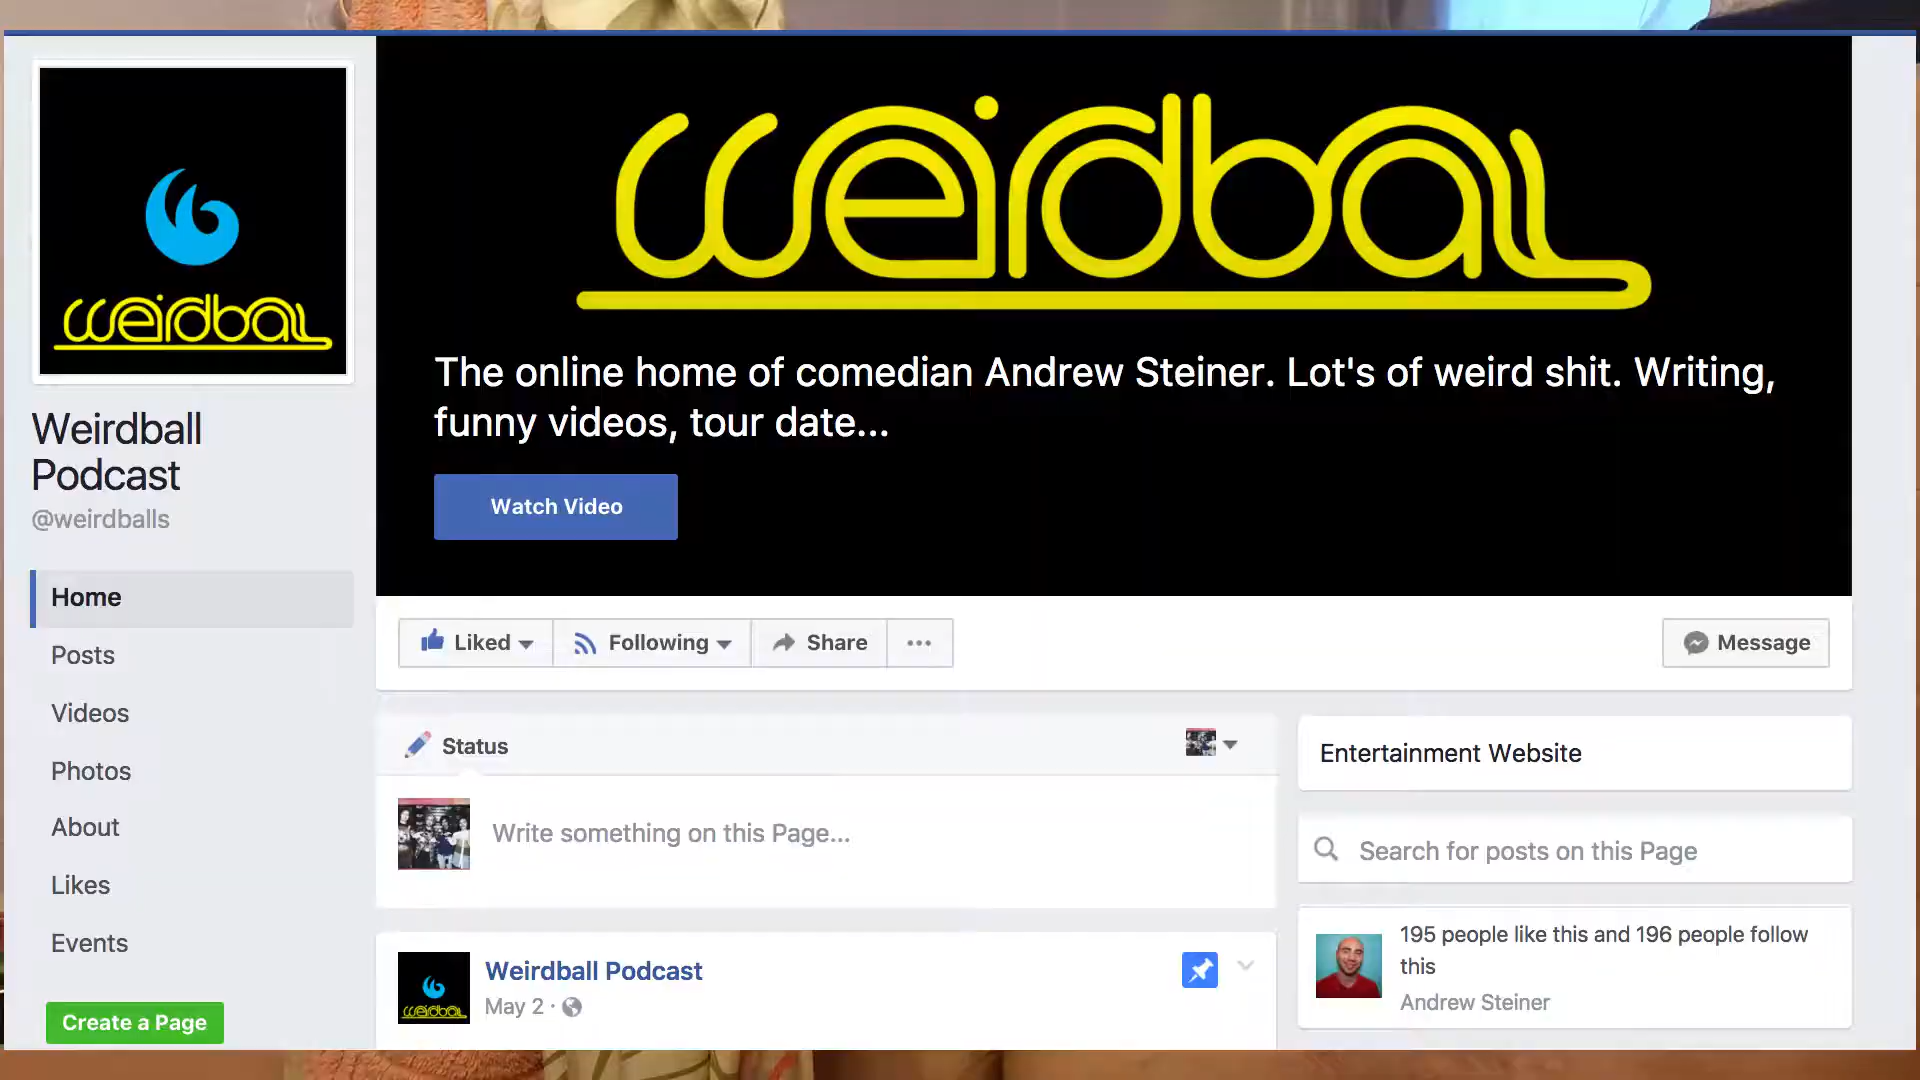 weirdball
Weirdball
Podcast
@weirdballs
Home
Posts
Videos
Photos
About
Likes
Events
Create a Page
weirdball
The online home of comedian Andrew Steiner. Lot's of weird shit. Writing,
funny videos, tour date...
Watch Video
Liked
Following
Share
Message
Status
Write something on this Page...
Weirdball Podcast
May 2
weirdball
Entertainment Website
Search for posts on this Page
195 people like this and 196 people follow
this
Andrew Steiner